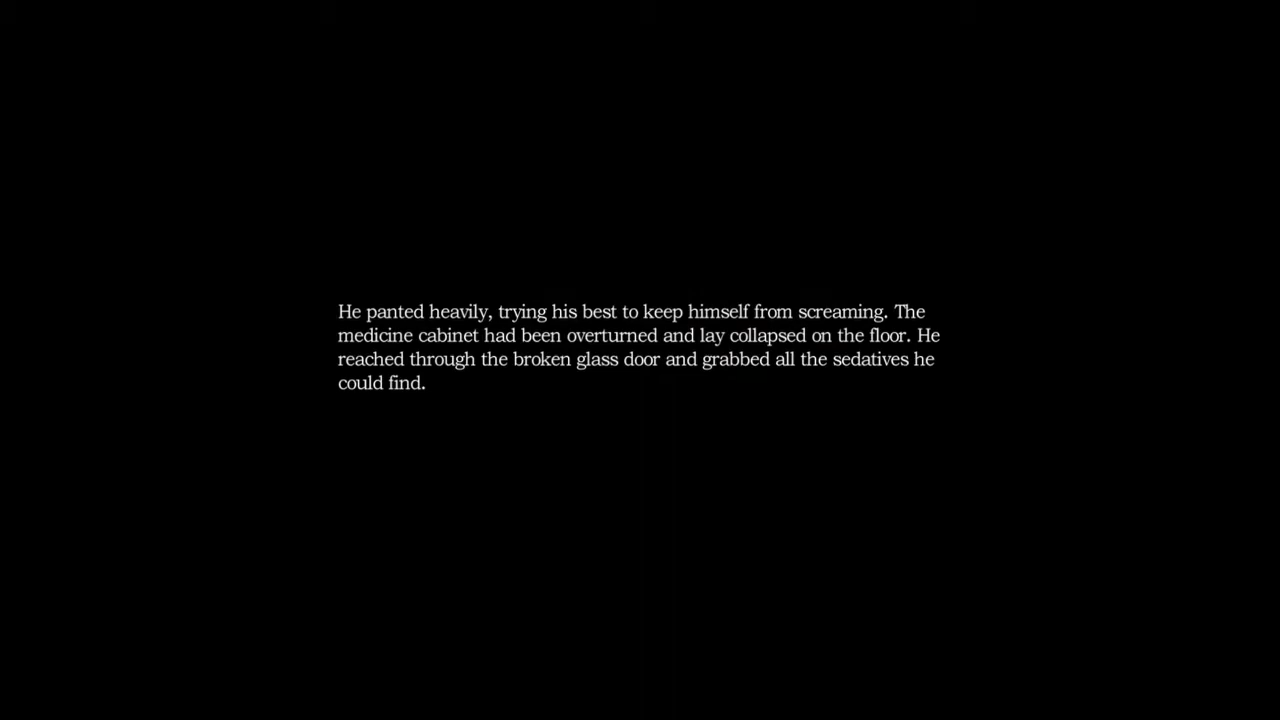 He panted heavily, trying his best to keep himself from screaming. The
medicine cabinet had been overturned and lay collapsed on the floor. He
reached through the broken glass door and grabbed all the sedatives he
could find.